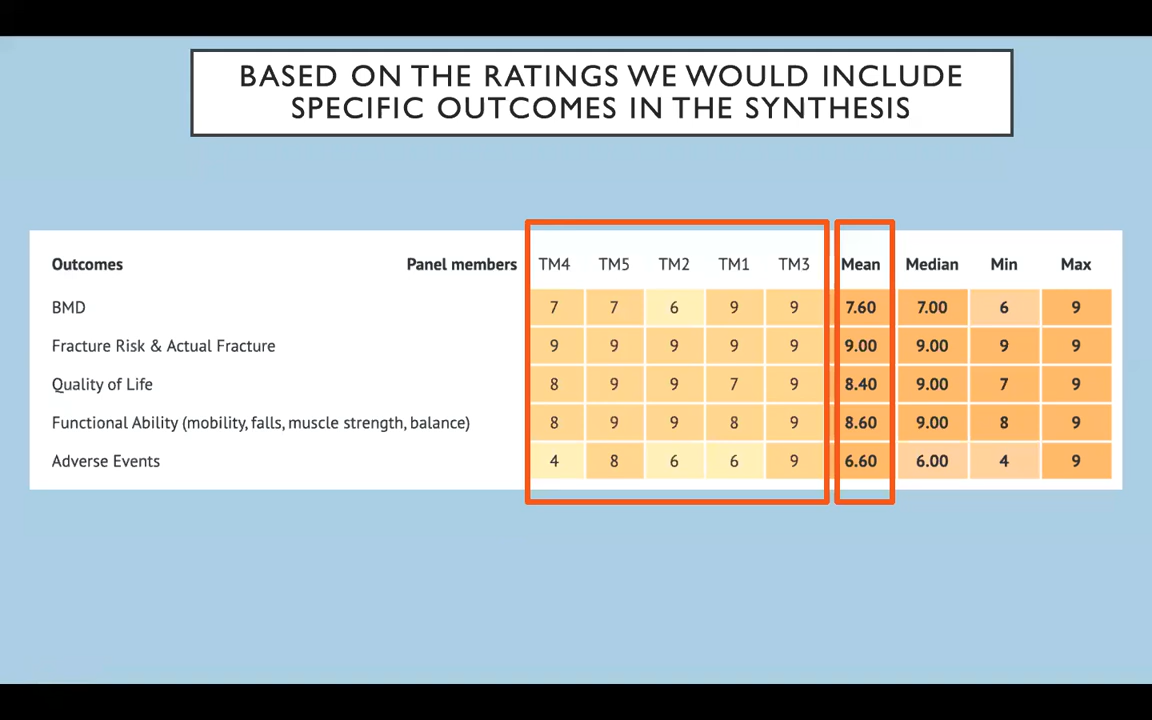 BASED ON THE RATINGS WE WOULD INCLUDE
SPECIFIC OUTCOMES IN THE SYNTHESIS
Outcomes Panel members TM4 TM5 TM2 TM1 TM3 Mean Median Min Max
BMD 7 7 6 9 9 7.60 7.00 6 9
Fracture Risk & Actual Fracture 9 9 9 9 9 9.00 9.00 9 9
Quality of Life 8 9 9 7 9 8.40 9.00 7 9
Functional Ability (mobility, falls, muscle strength, balance) 8 9 9 8 9 8.60 9.00 8 9
Adverse Events 4 8 6 6 9 6.60 6.00 4 9